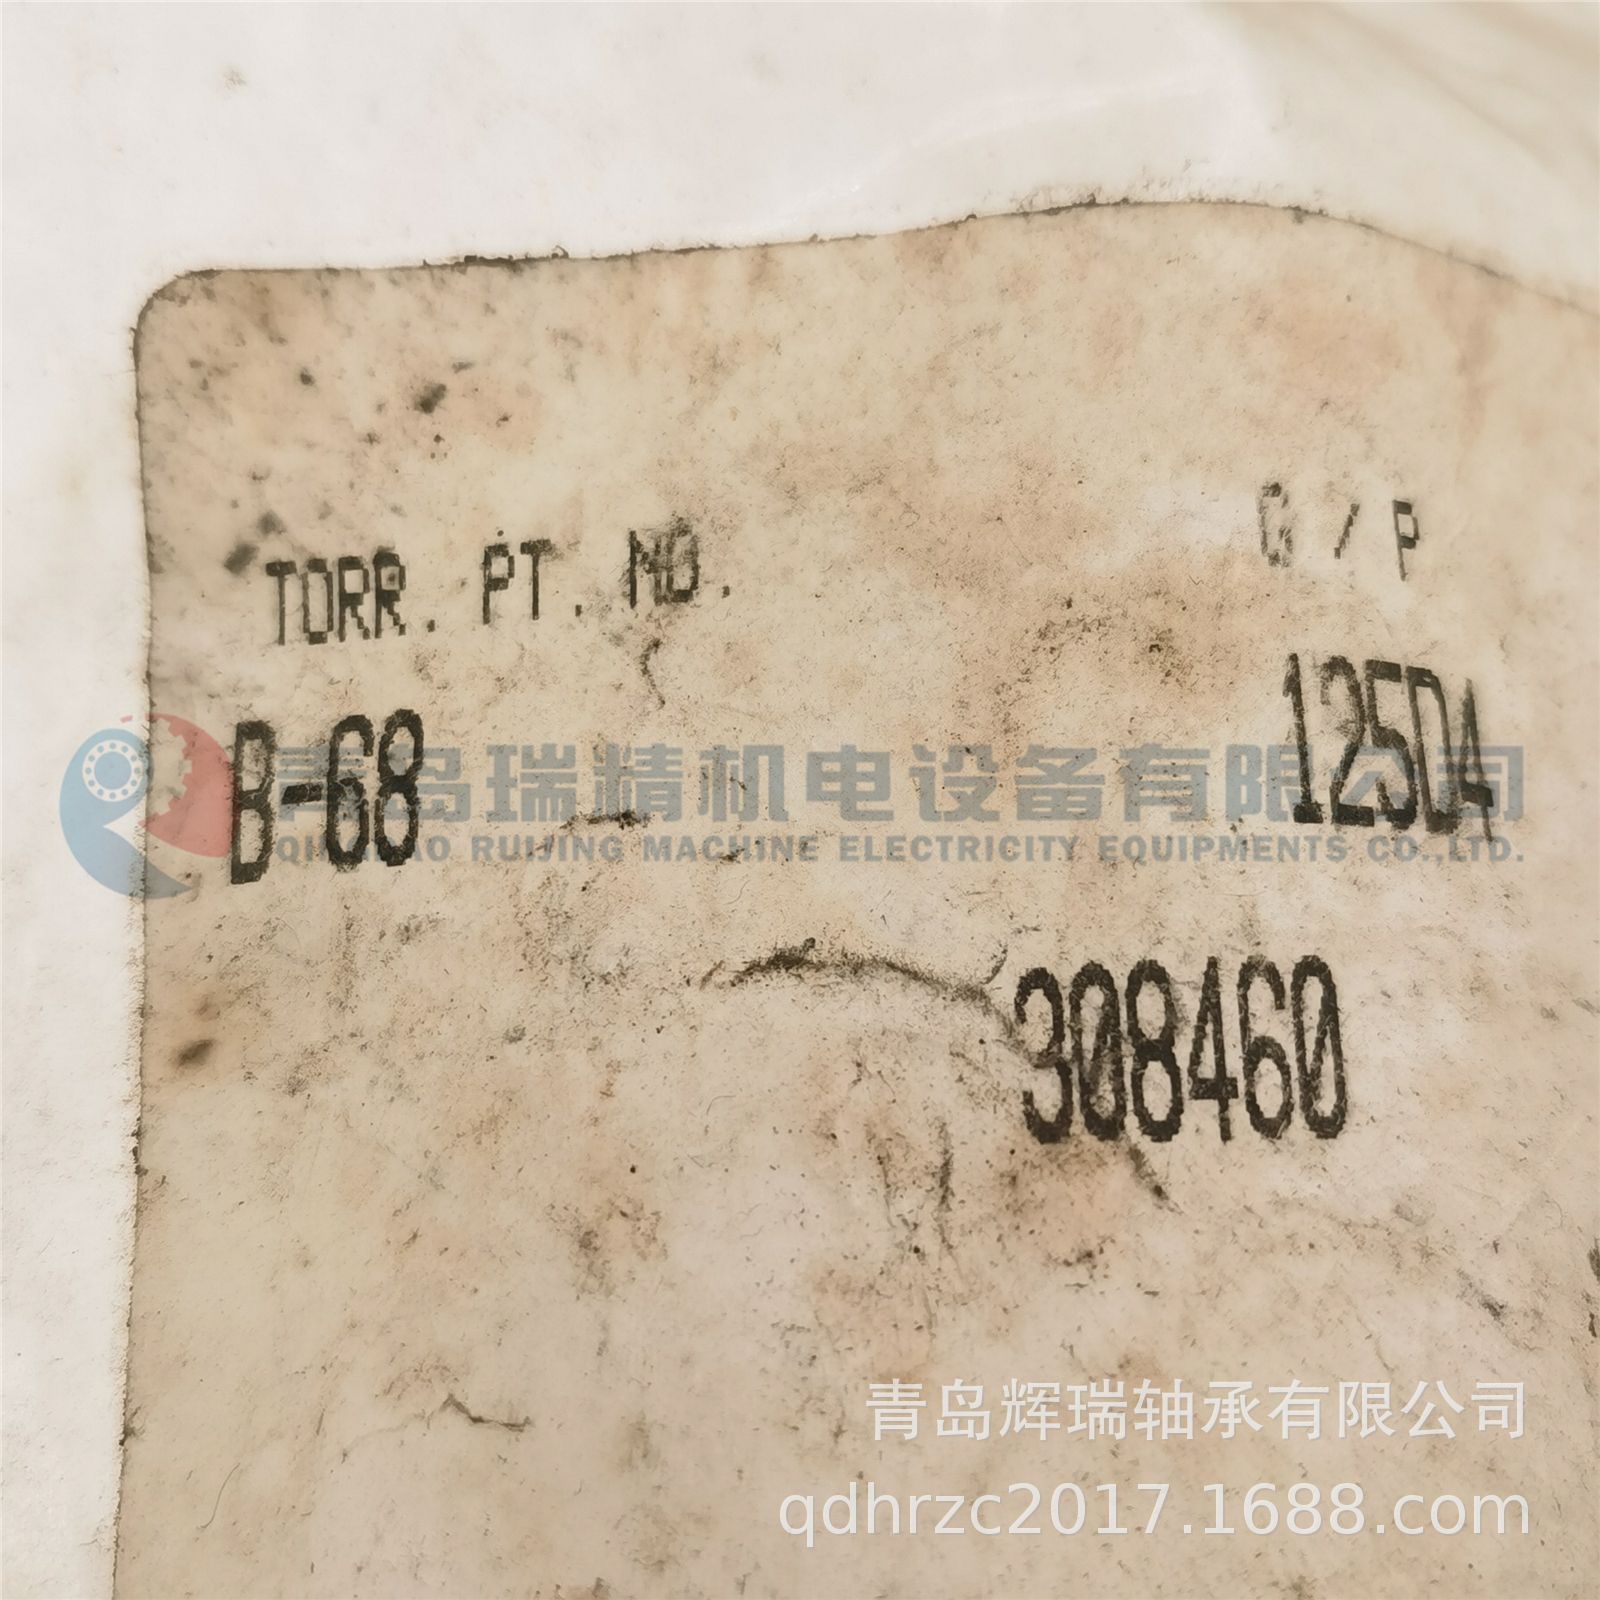 TORR. PT. NO.
G / P
B-68
125D4
青岛瑞精机电设备有限公司
QINGDAO RUIJING MACHINE ELECTRICITY EQUIPMENTS CO.,LTD.
308460
青岛辉瑞轴承有限公司
qdhrzc2017.1688.com